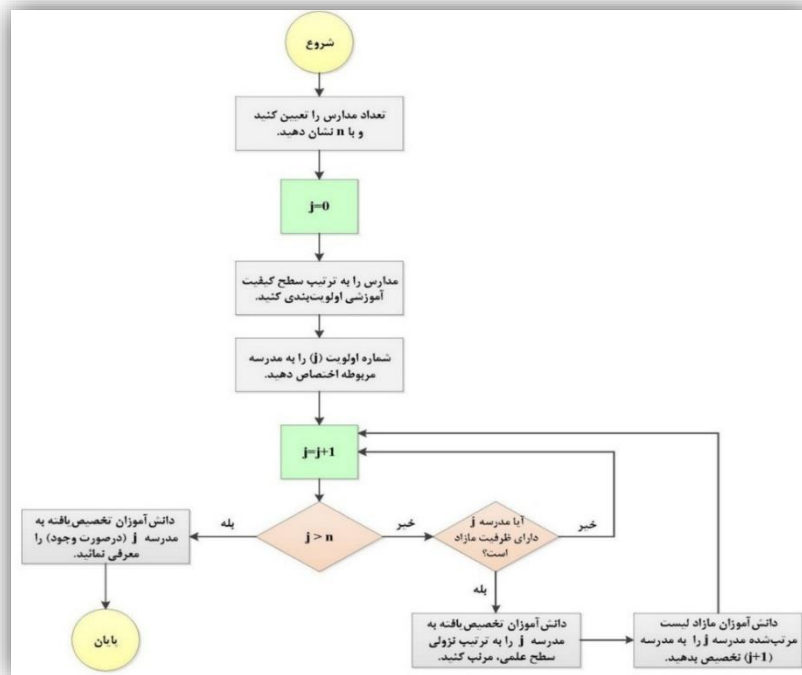 شروع
تعداد مدارس را تعیین کنید
و با n نشان دهید.
j=0
مدارس را به ترتیب سطح کیفیت
آموزشی اولویت‌بندی کنید.
شماره اولویت (j) را به مدرسه
مربوطه اختصاص دهید.
j=j+1
j > n
بله
خیر
دانش‌آموزان تخصیص‌یافته به
مدرسه j (درصورت وجود) را
معرفی نمائید.
پایان
آیا مدرسه j
دارای ظرفیت مازاد
است؟
خیر
بله
دانش‌آموزان تخصیص‌یافته به
مدرسه j را به ترتیب نزولی
سطح علمی، مرتب کنید.
دانش‌آموزان مازاد لیست
مرتب‌شده مدرسه j را به مدرسه
(j+1) تخصیص بدهید.